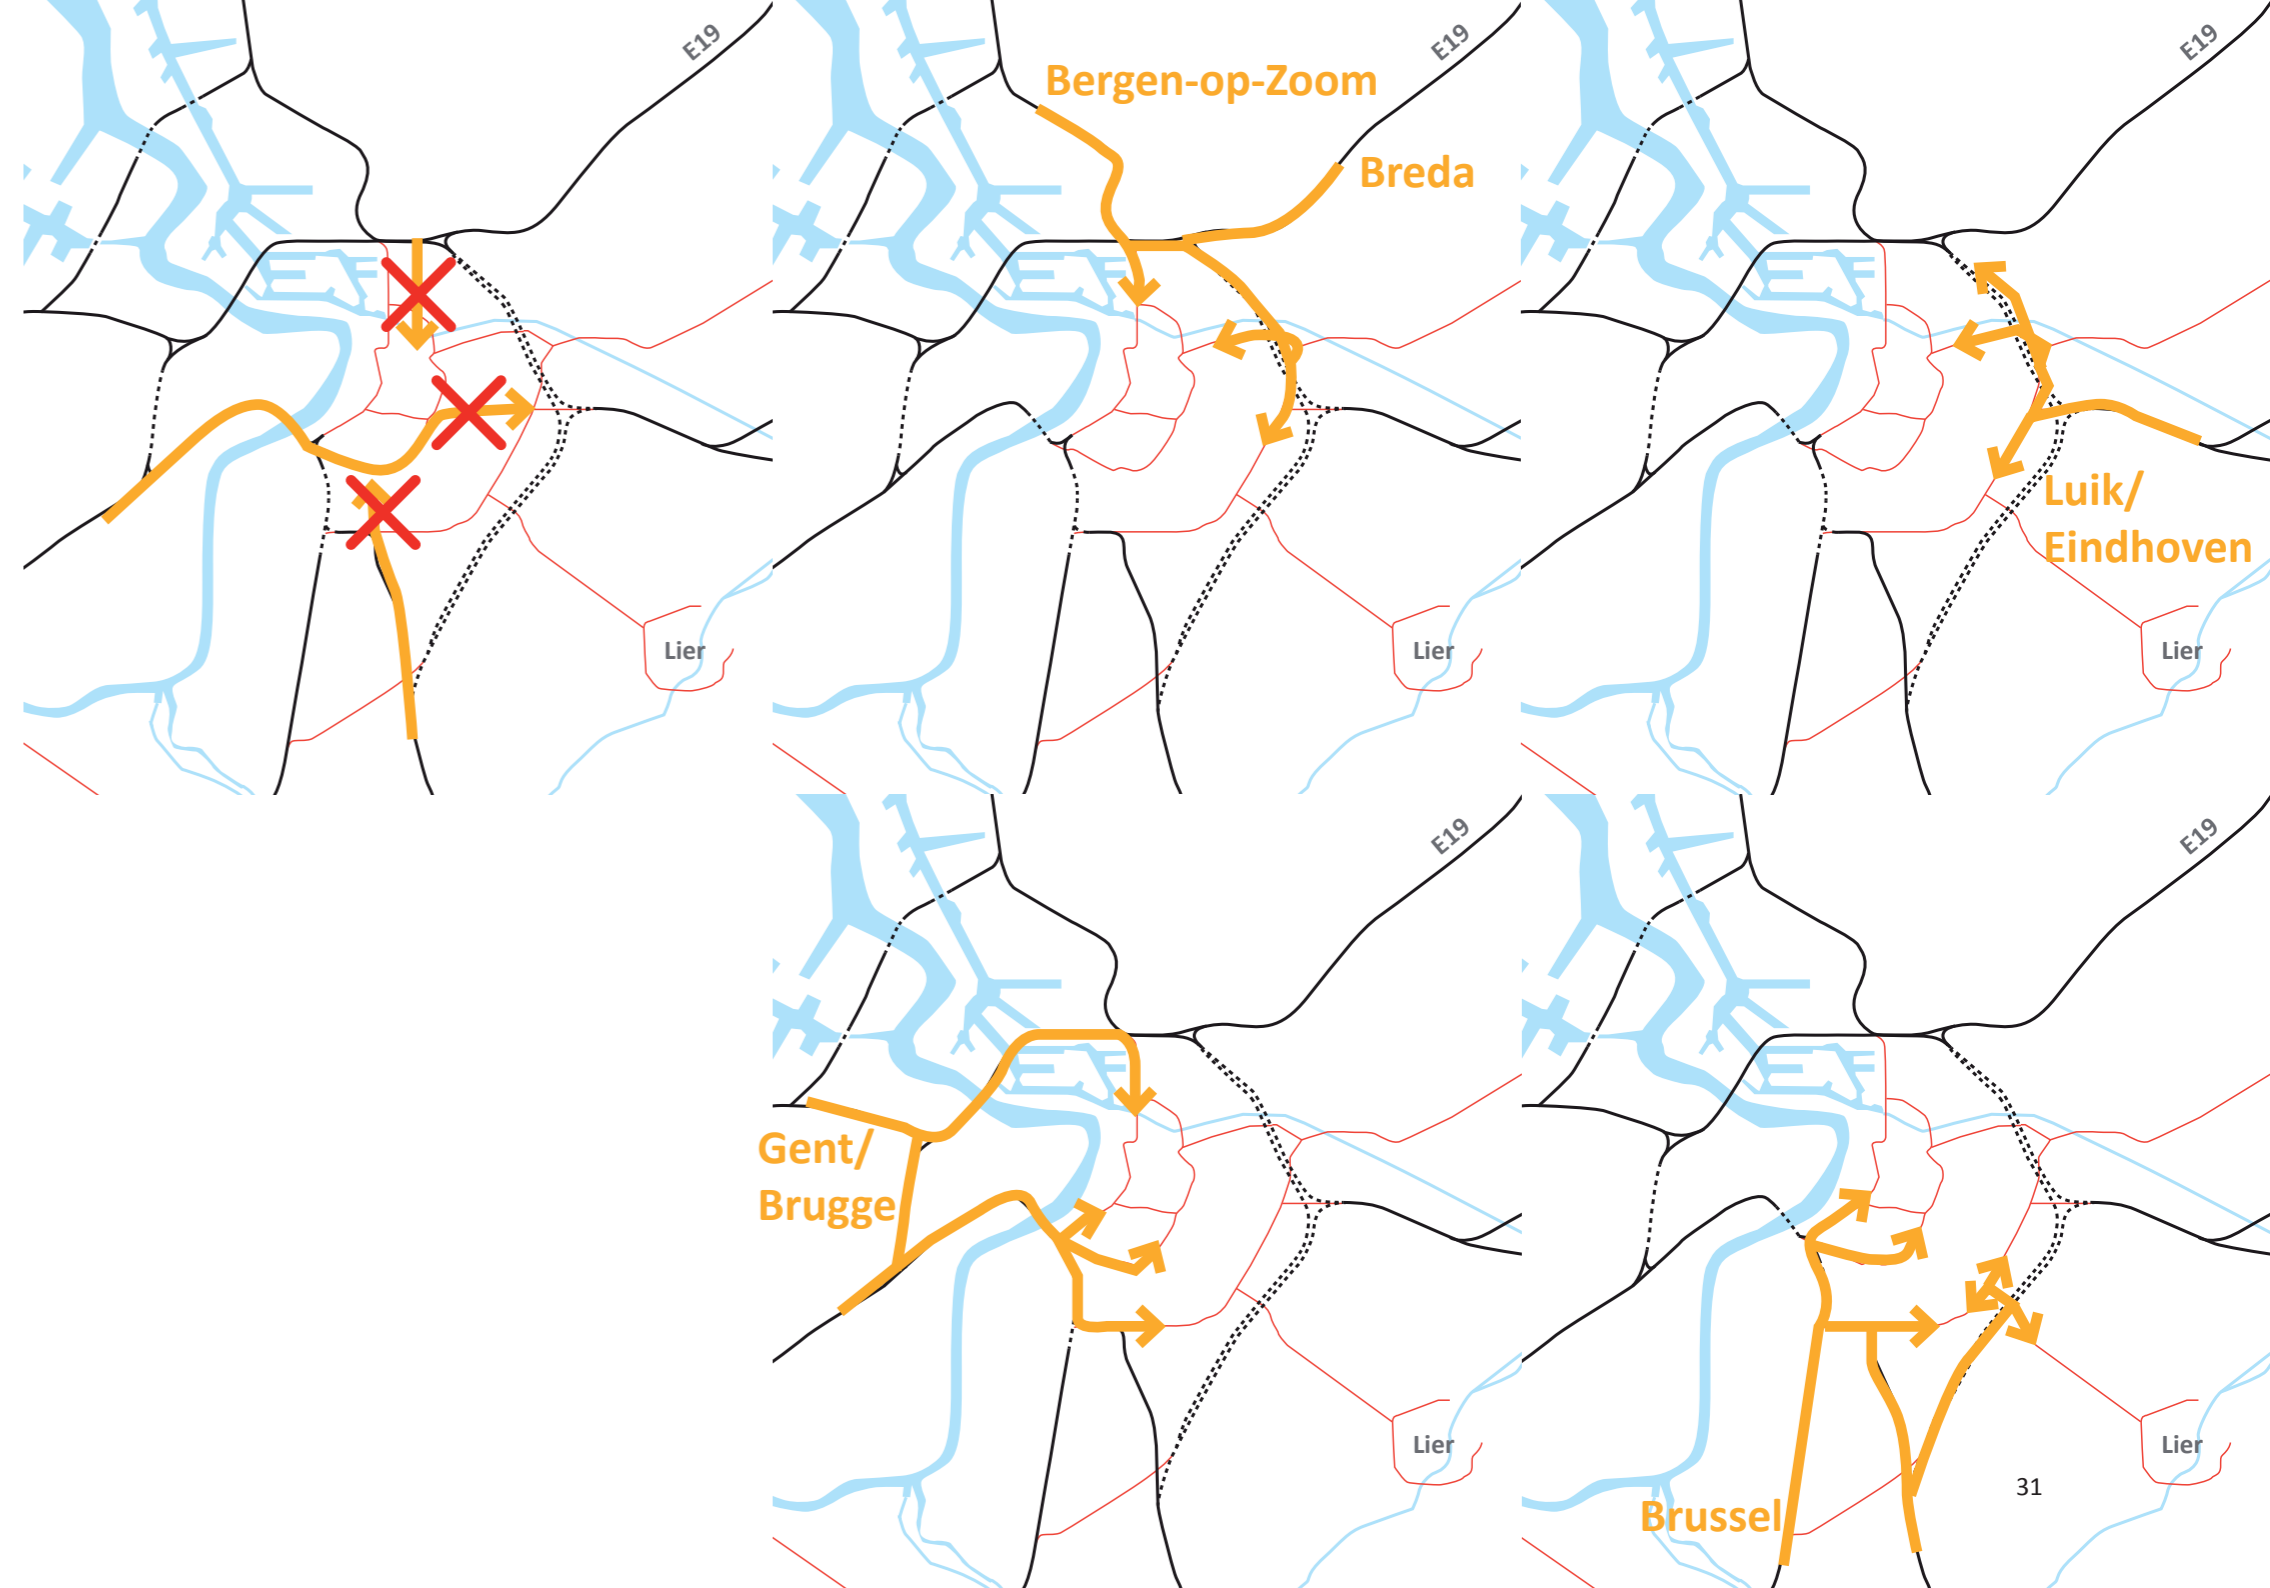 E19
Lier
Bergen-op-Zoom
E19
Breda
Lier
E19
Luik/
Eindhoven
Lier
E19
Gent/
Brugge
Lier
E19
Lier
Brussel
31